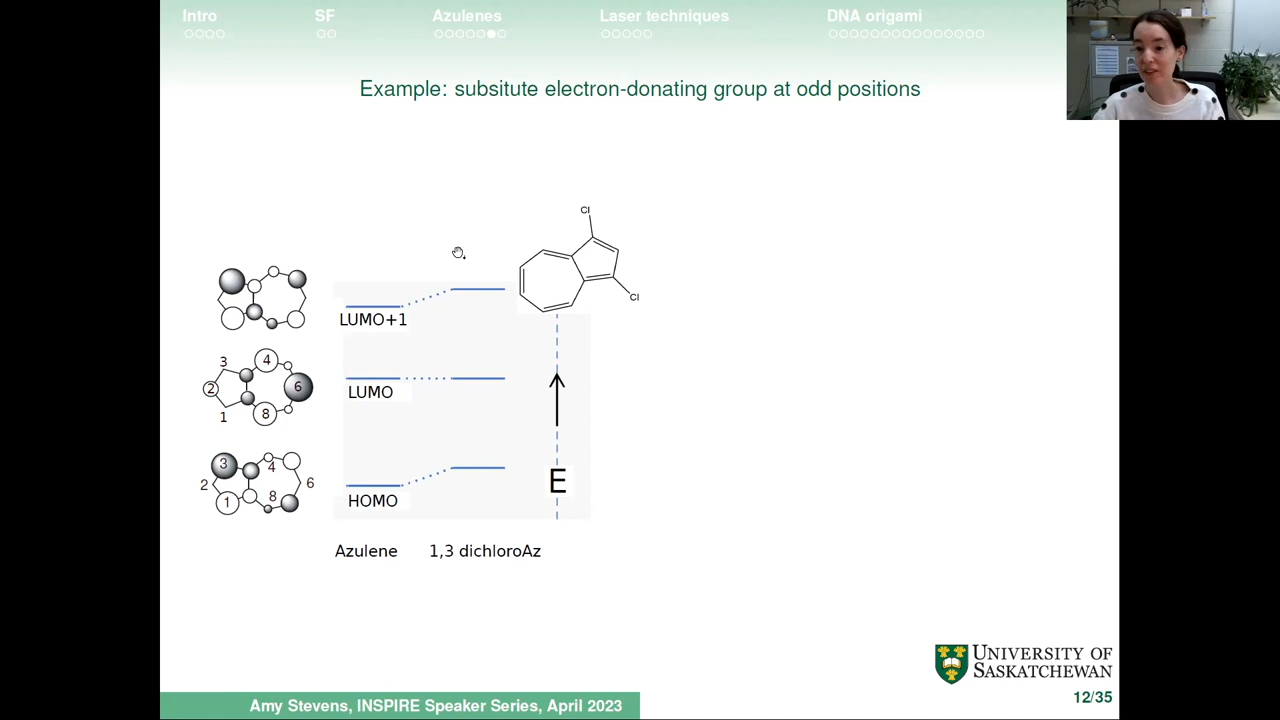 Intro SF Azulenes Laser techniques DNA origami
Example: subsitute electron-donating group at odd positions
Cl
Cl
LUMO+1
3 4
2 6
1 8
LUMO
3 4
2 6
1 8
HOMO
E
Azulene 1,3 dichloroAz
UNIVERSITY OF
SASKATCHEWAN
12/35
Amy Stevens, INSPIRE Speaker Series, April 2023